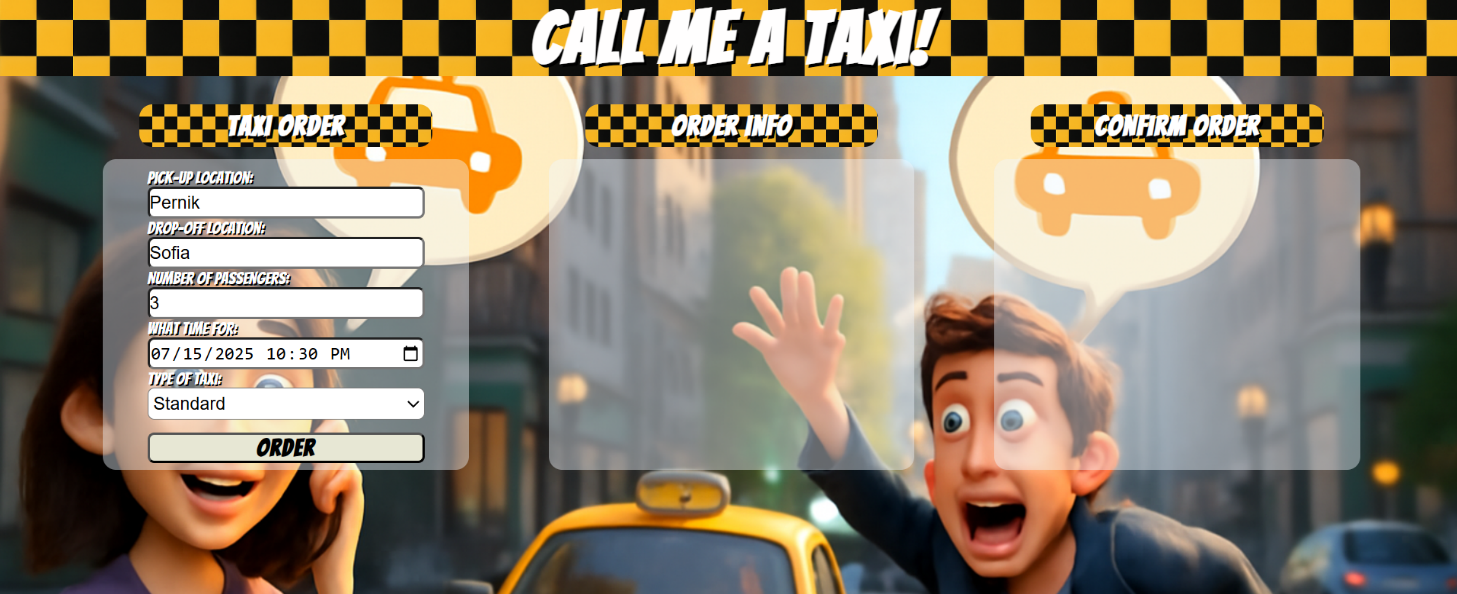 CALL ME A TAXI!
TAXI ORDER
PICK-UP LOCATION:
Pernik
DROP-OFF LOCATION:
Sofia
NUMBER OF PASSENGERS:
3
WHAT TIME FOR:
07/15/2025 10:30 PM
TYPE OF TAXI:
Standard
ORDER
ORDER INFO
CONFIRM ORDER